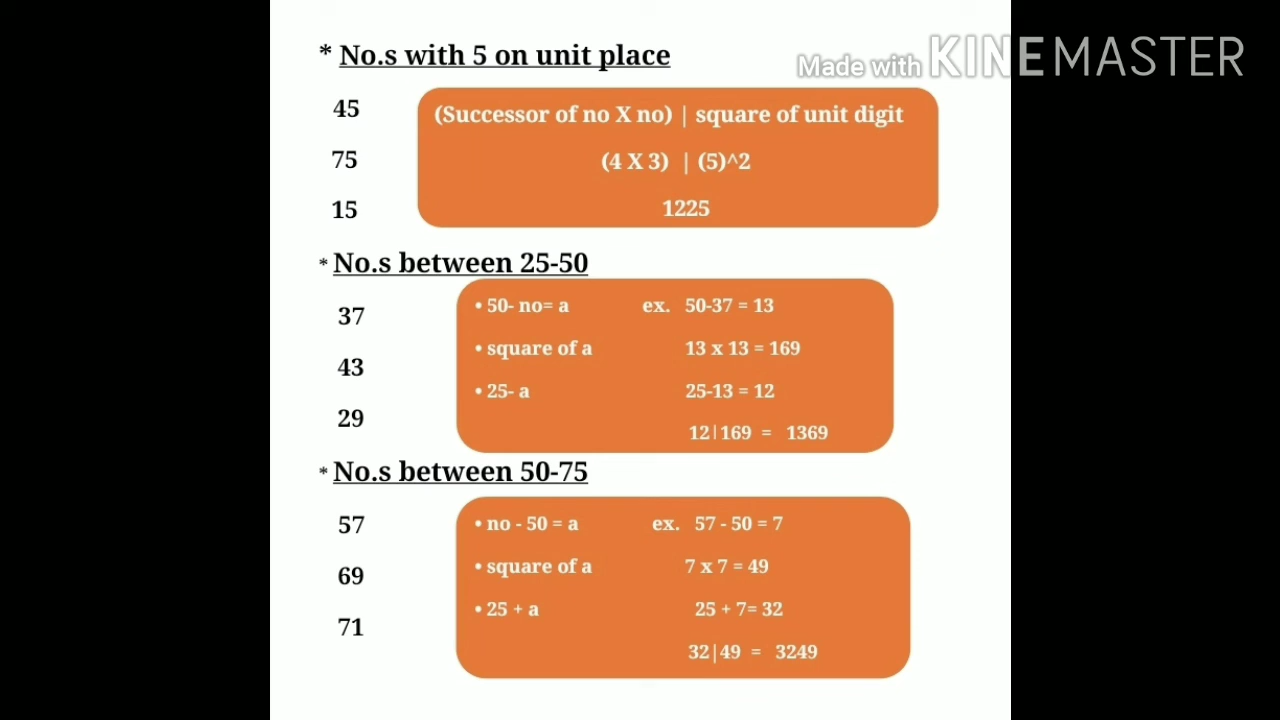 * No.s with 5 on unit place
Made with KINEMASTER
45
75
15
(Successor of no X no) | square of unit digit
(4 X 3) | (5)^2
1225
* No.s between 25-50
37
43
29
• 50- no= a ex. 50-37 = 13
• square of a 13 x 13 = 169
• 25- a 25-13 = 12
12|169 = 1369
* No.s between 50-75
57
69
71
• no - 50 = a ex. 57 - 50 = 7
• square of a 7 x 7 = 49
• 25 + a 25 + 7= 32
32|49 = 3249